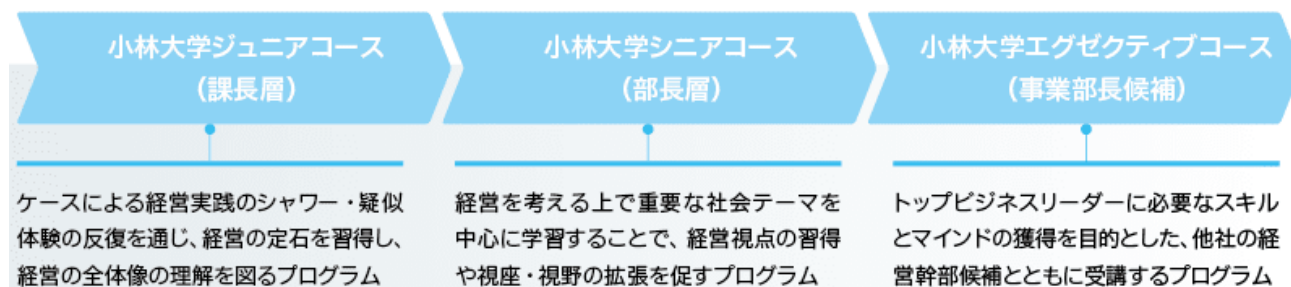 小林大学ジュニアコース
（課長層）
小林大学シニアコース
（部長層）
小林大学エグゼクティブコース
（事業部長候補）
ケースによる経営実践のシャワー・疑似
体験の反復を通じ、経営の定石を習得し、
経営の全体像の理解を図るプログラム
経営を考える上で重要な社会テーマを
中心に学習することで、経営視点の習得
や視座・視野の拡張を促すプログラム
トップビジネスリーダーに必要なスキル
とマインドの獲得を目的とした、他社の経
営幹部候補とともに受講するプログラム